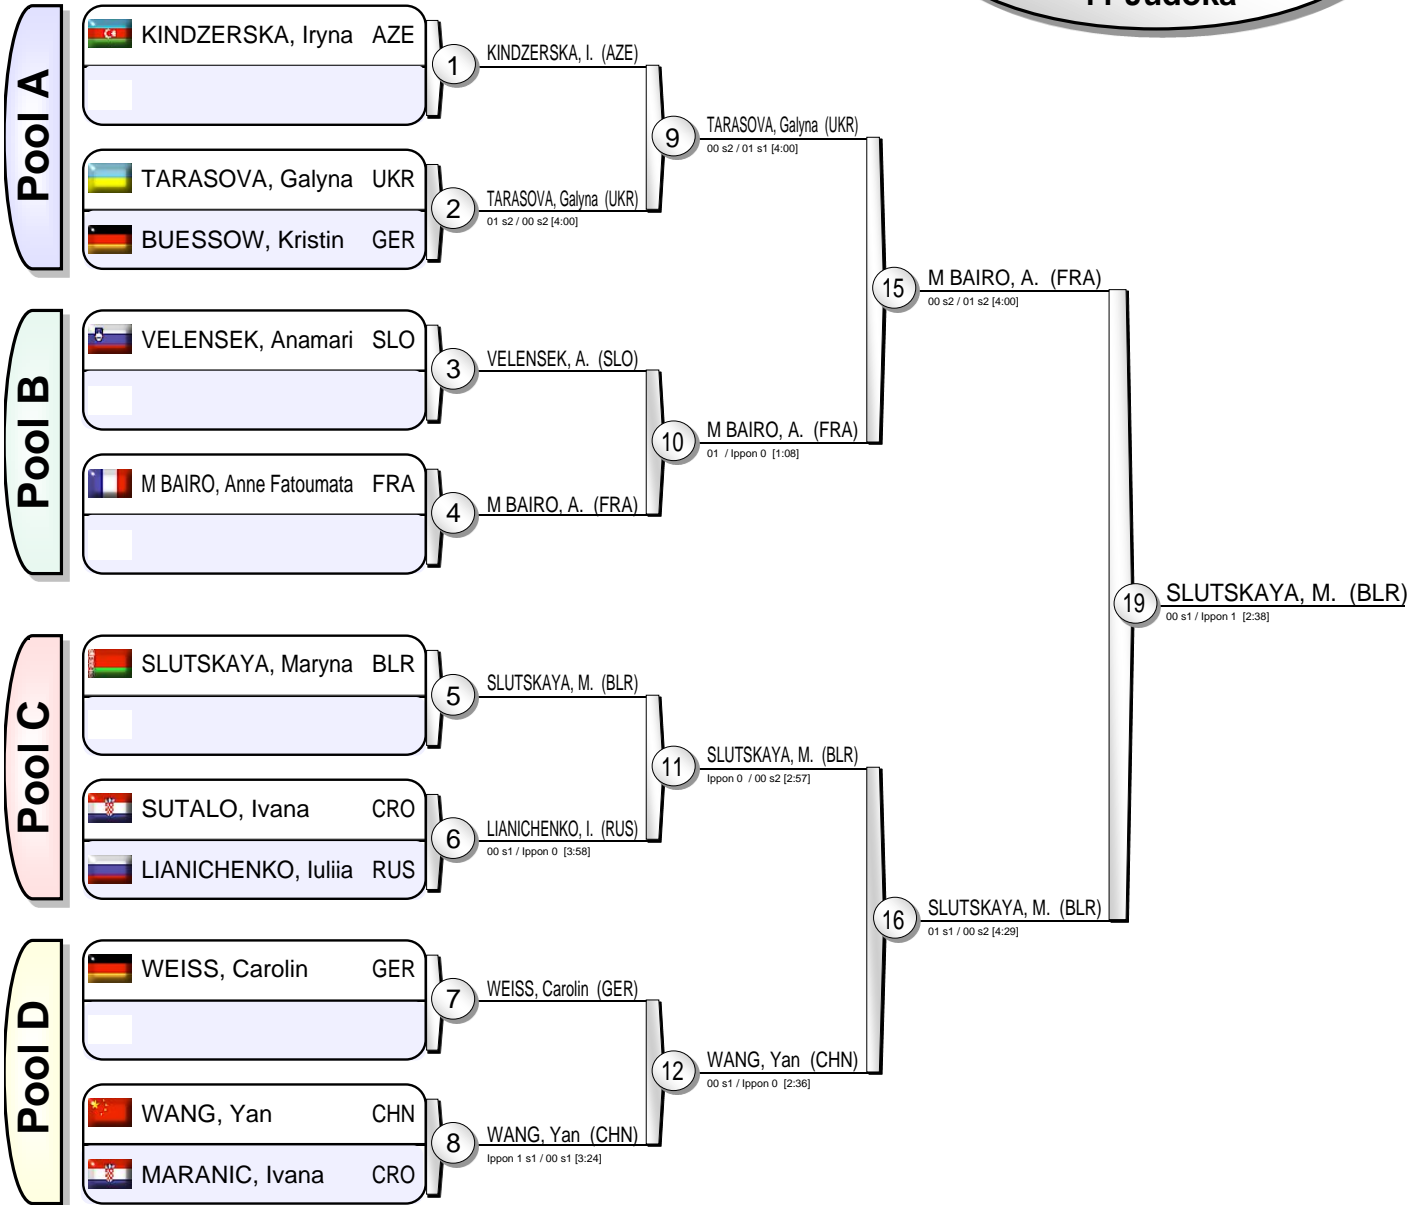 11 Judoka
Pool A
KINDZERSKA, Iryna AZE
TARASOVA, Galyna UKR
BUESSOW, Kristin GER
1
KINDZERSKA, I. (AZE)
2
TARASOVA, Galyna (UKR)
01 s2 / 00 s2 [4:00]
9
TARASOVA, Galyna (UKR)
00 s2 / 01 s1 [4:00]
Pool B
VELENSEK, Anamari SLO
M BAIRO, Anne Fatoumata FRA
3
VELENSEK, A. (SLO)
4
M BAIRO, A. (FRA)
10
M BAIRO, A. (FRA)
01 / Ippon 0 [1:08]
15
M BAIRO, A. (FRA)
00 s2 / 01 s2 [4:00]
Pool C
SLUTSKAYA, Maryna BLR
SUTALO, Ivana CRO
LIANICHENKO, Iuliia RUS
5
SLUTSKAYA, M. (BLR)
6
LIANICHENKO, I. (RUS)
00 s1 / Ippon 0 [3:58]
11
SLUTSKAYA, M. (BLR)
Ippon 0 / 00 s2 [2:57]
Pool D
WEISS, Carolin GER
WANG, Yan CHN
MARANIC, Ivana CRO
7
WEISS, Carolin (GER)
8
WANG, Yan (CHN)
Ippon 1 s1 / 00 s1 [3:24]
12
WANG, Yan (CHN)
00 s1 / Ippon 0 [2:36]
16
SLUTSKAYA, M. (BLR)
01 s1 / 00 s2 [4:29]
19
SLUTSKAYA, M. (BLR)
00 s1 / Ippon 1 [2:38]